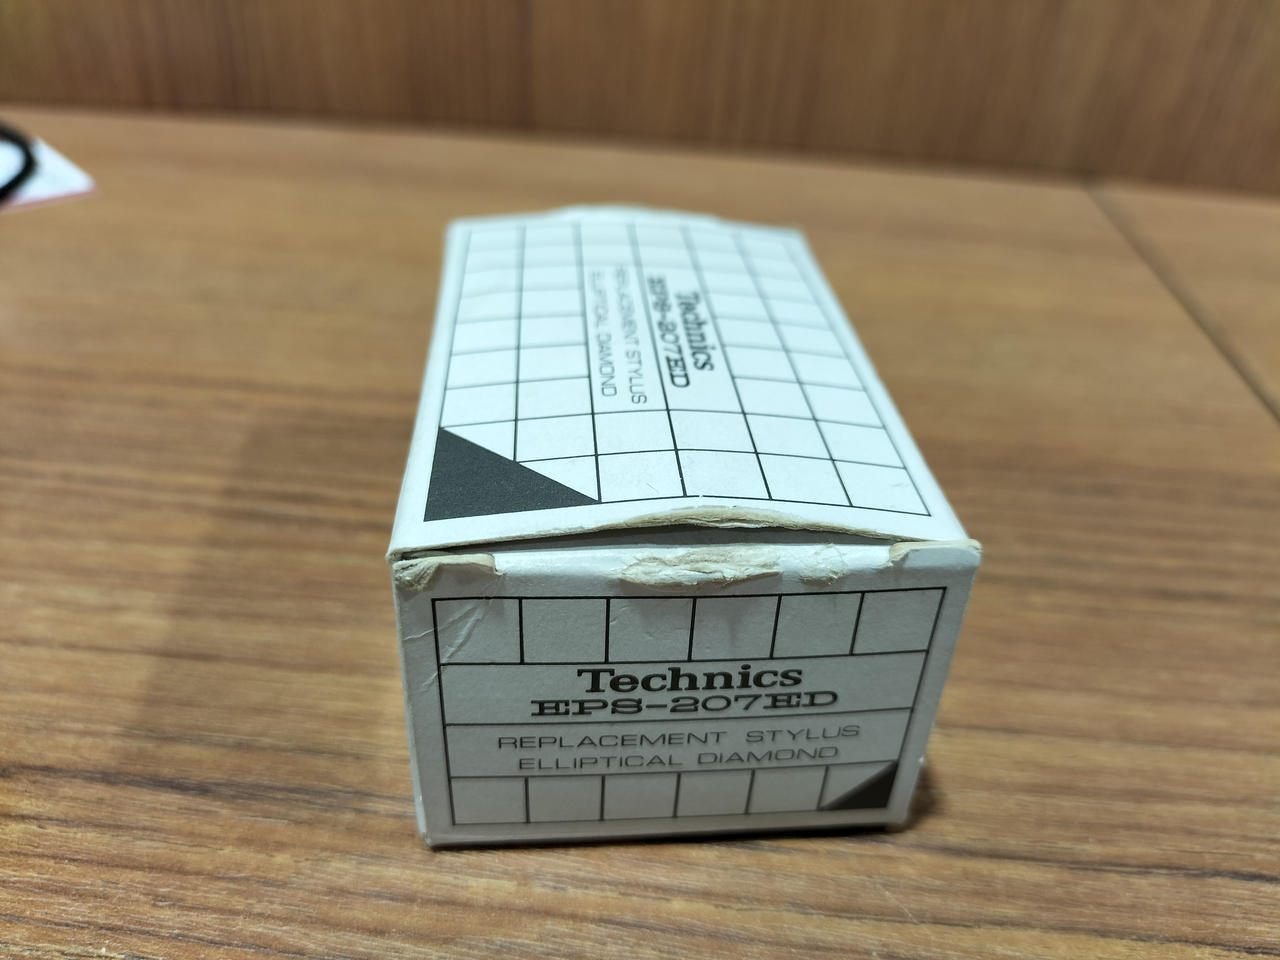 Technics
EPS-207ED
REPLACEMENT STYLUS
ELLIPTICAL DIAMOND
Technics
EPS-207ED
REPLACEMENT STYLUS
ELLIPTICAL DIAMOND